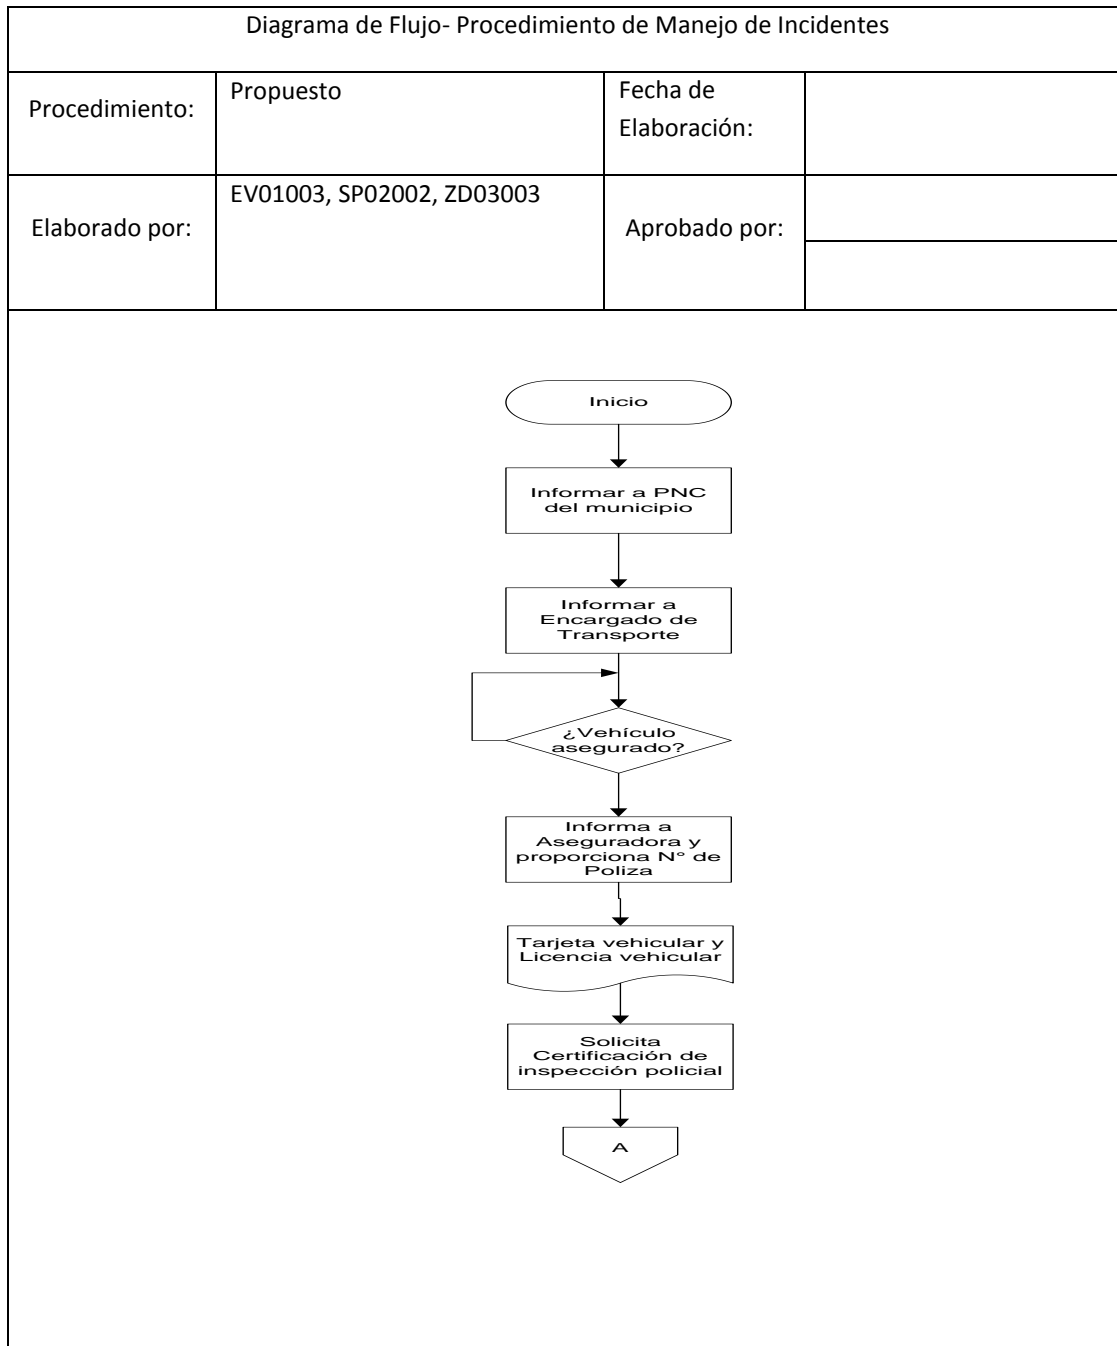 Diagrama de Flujo- Procedimiento de Manejo de Incidentes
Procedimiento:
Propuesto
Fecha de
Elaboración:
Elaborado por:
EV01003, SP02002, ZD03003
Aprobado por:
Inicio
Informar a PNC
del municipio
Informar a
Encargado de
Transporte
¿Vehículo
asegurado?
Informa a
Aseguradora y
proporciona N° de
Poliza
Tarjeta vehicular y
Licencia vehicular
Solicita
Certificación de
inspección policial
A